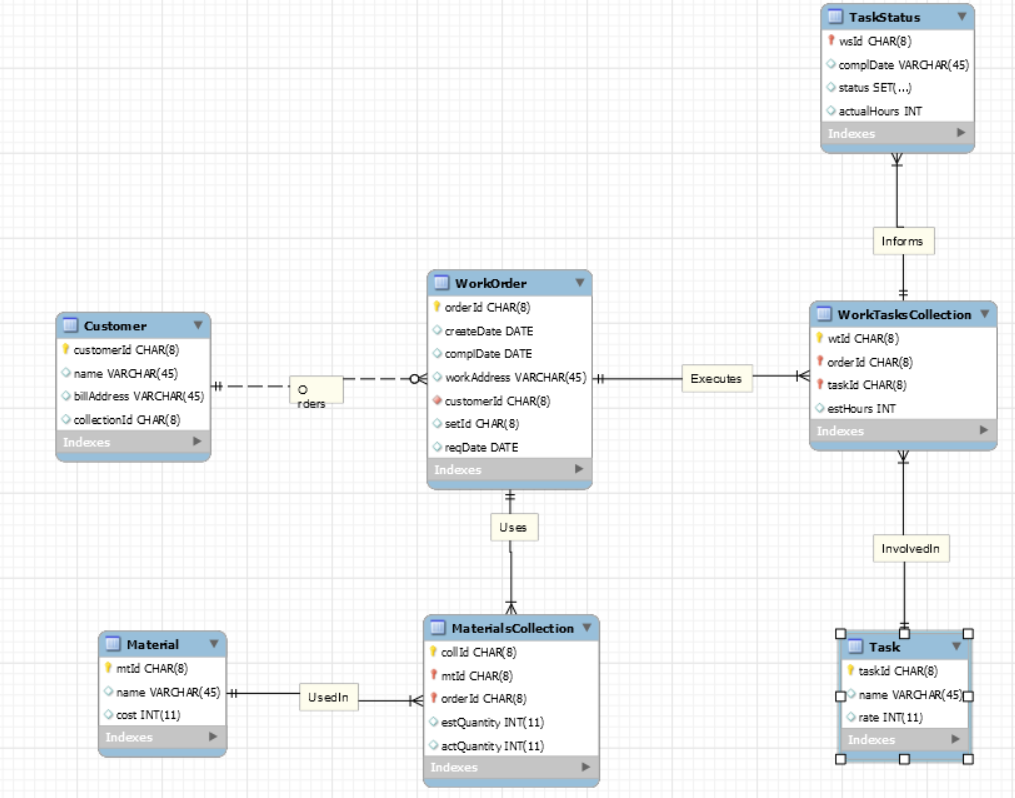 TaskStatus
wsId CHAR(8)
complDate VARCHAR(45)
status SET(...)
actualHours INT
Indexes
Informs
WorkOrder
orderId CHAR(8)
createDate DATE
complDate DATE
workAddress VARCHAR(45)
customerId CHAR(8)
setId CHAR(8)
reqDate DATE
Indexes
Customer
customerId CHAR(8)
name VARCHAR(45)
billAddress VARCHAR(45)
collectionId CHAR(8)
Indexes
O
rders
Executes
WorkTasksCollection
wtId CHAR(8)
orderId CHAR(8)
taskId CHAR(8)
estHours INT
Indexes
Uses
InvolvedIn
MaterialsCollection
collId CHAR(8)
mtId CHAR(8)
orderId CHAR(8)
estQuantity INT(11)
actQuantity INT(11)
Indexes
Material
mtId CHAR(8)
name VARCHAR(45)
cost INT(11)
Indexes
UsedIn
Task
taskId CHAR(8)
name VARCHAR(45)
rate INT(11)
Indexes